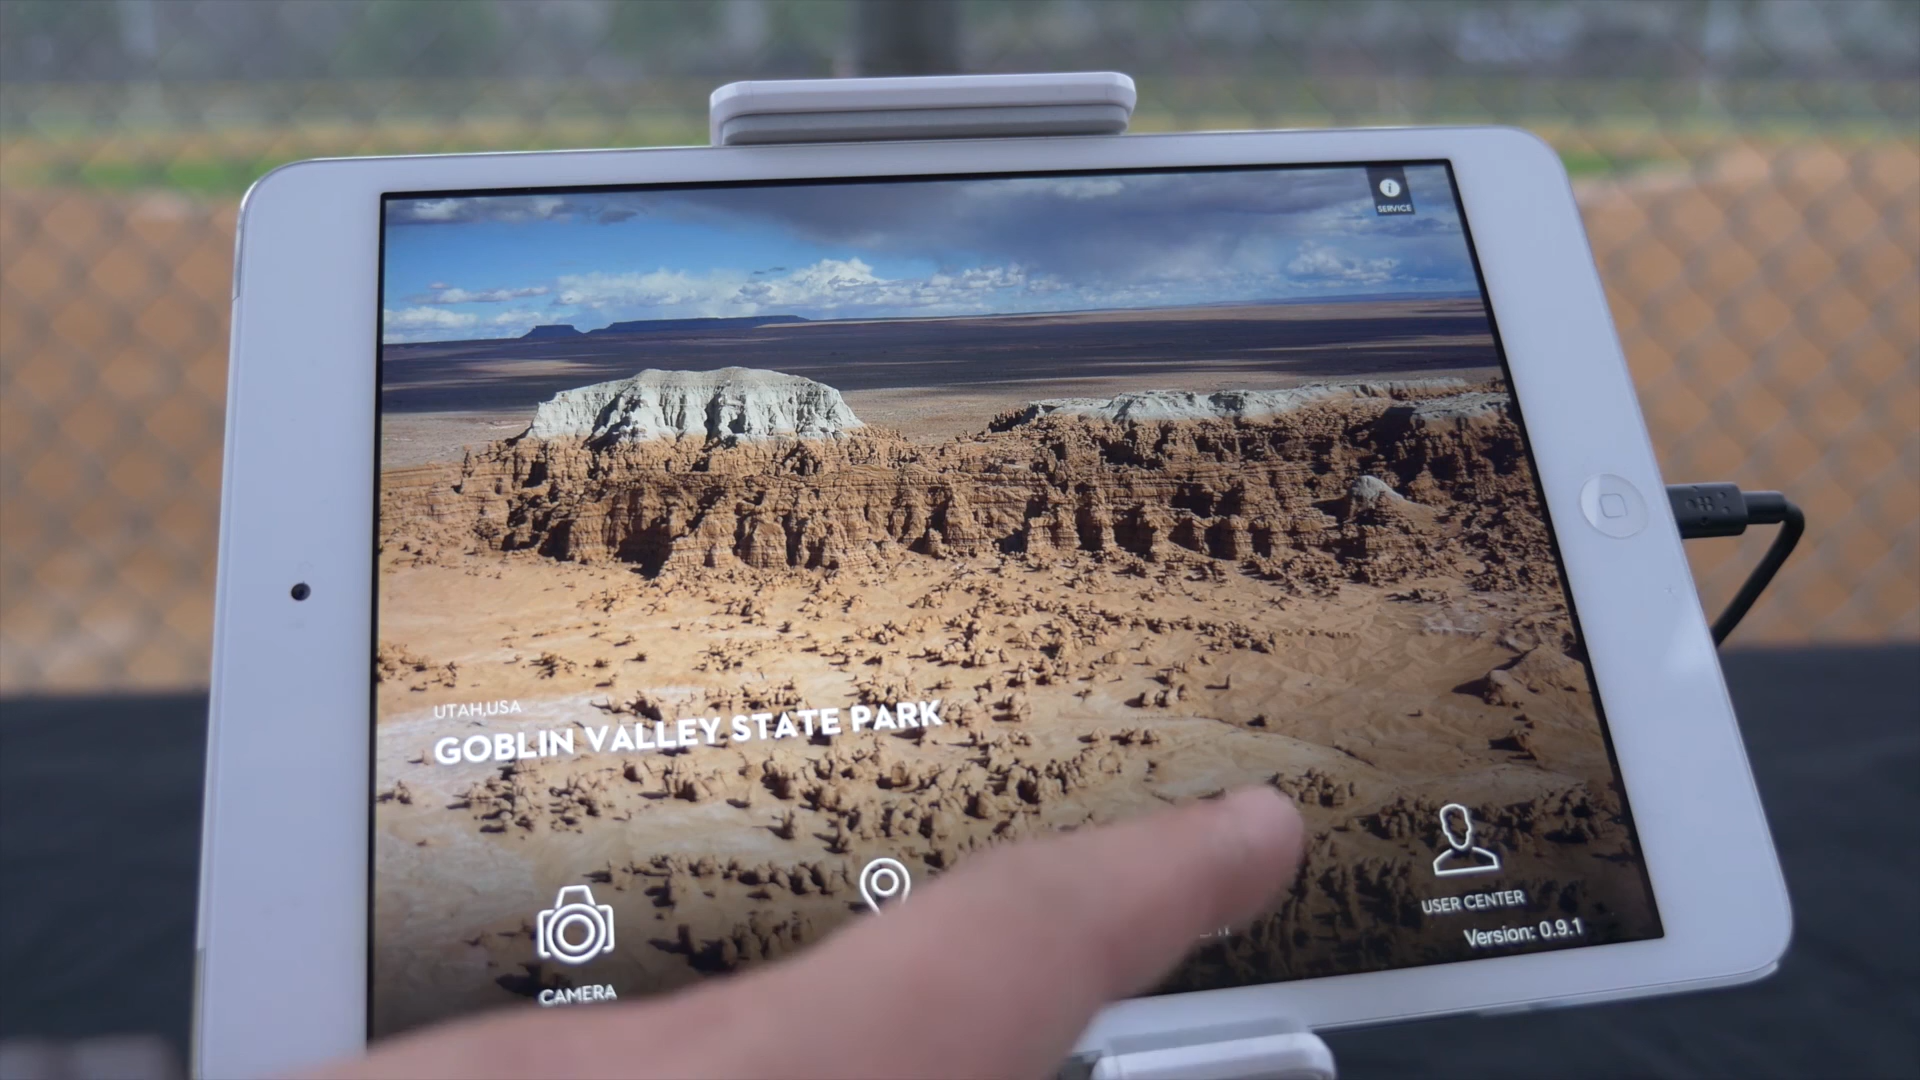 SERVICE
UTAH,USA
GOBLIN VALLEY STATE PARK
CAMERA
USER CENTER
Version: 0.9.1